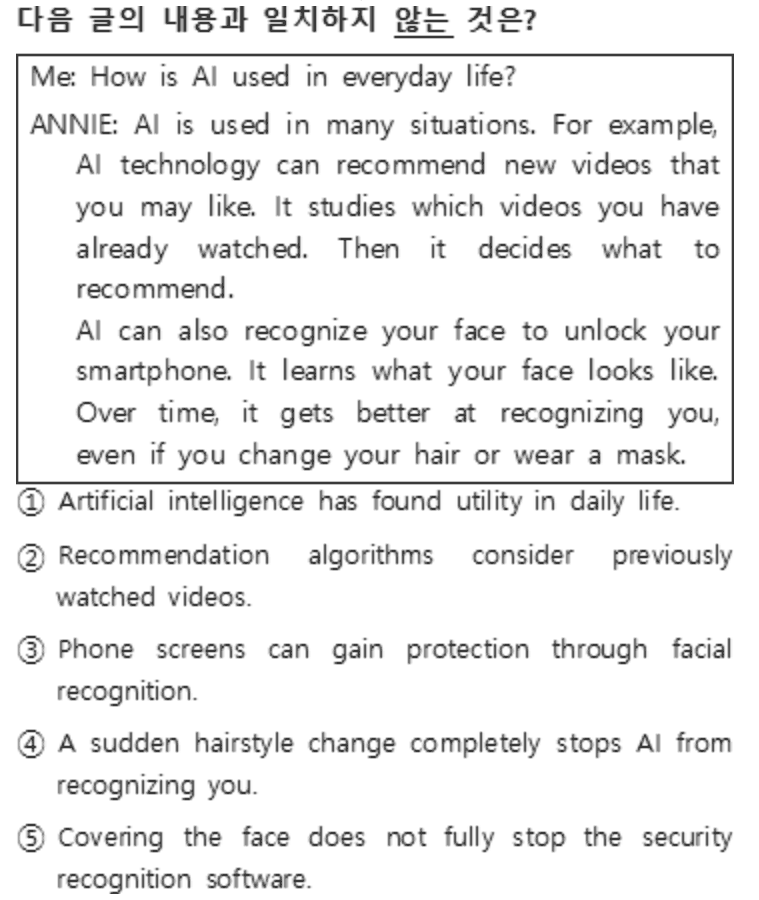 다음 글의 내용과 일치하지 않는 것은?
Me: How is AI used in everyday life?
ANNIE: AI is used in many situations. For example,
AI technology can recommend new videos that
you may like. It studies which videos you have
already watched. Then it decides what to
recommend.
AI can also recognize your face to unlock your
smartphone. It learns what your face looks like.
Over time, it gets better at recognizing you,
even if you change your hair or wear a mask.
① Artificial intelligence has found utility in daily life.
② Recommendation algorithms consider previously
watched videos.
③ Phone screens can gain protection through facial
recognition.
④ A sudden hairstyle change completely stops AI from
recognizing you.
⑤ Covering the face does not fully stop the security
recognition software.